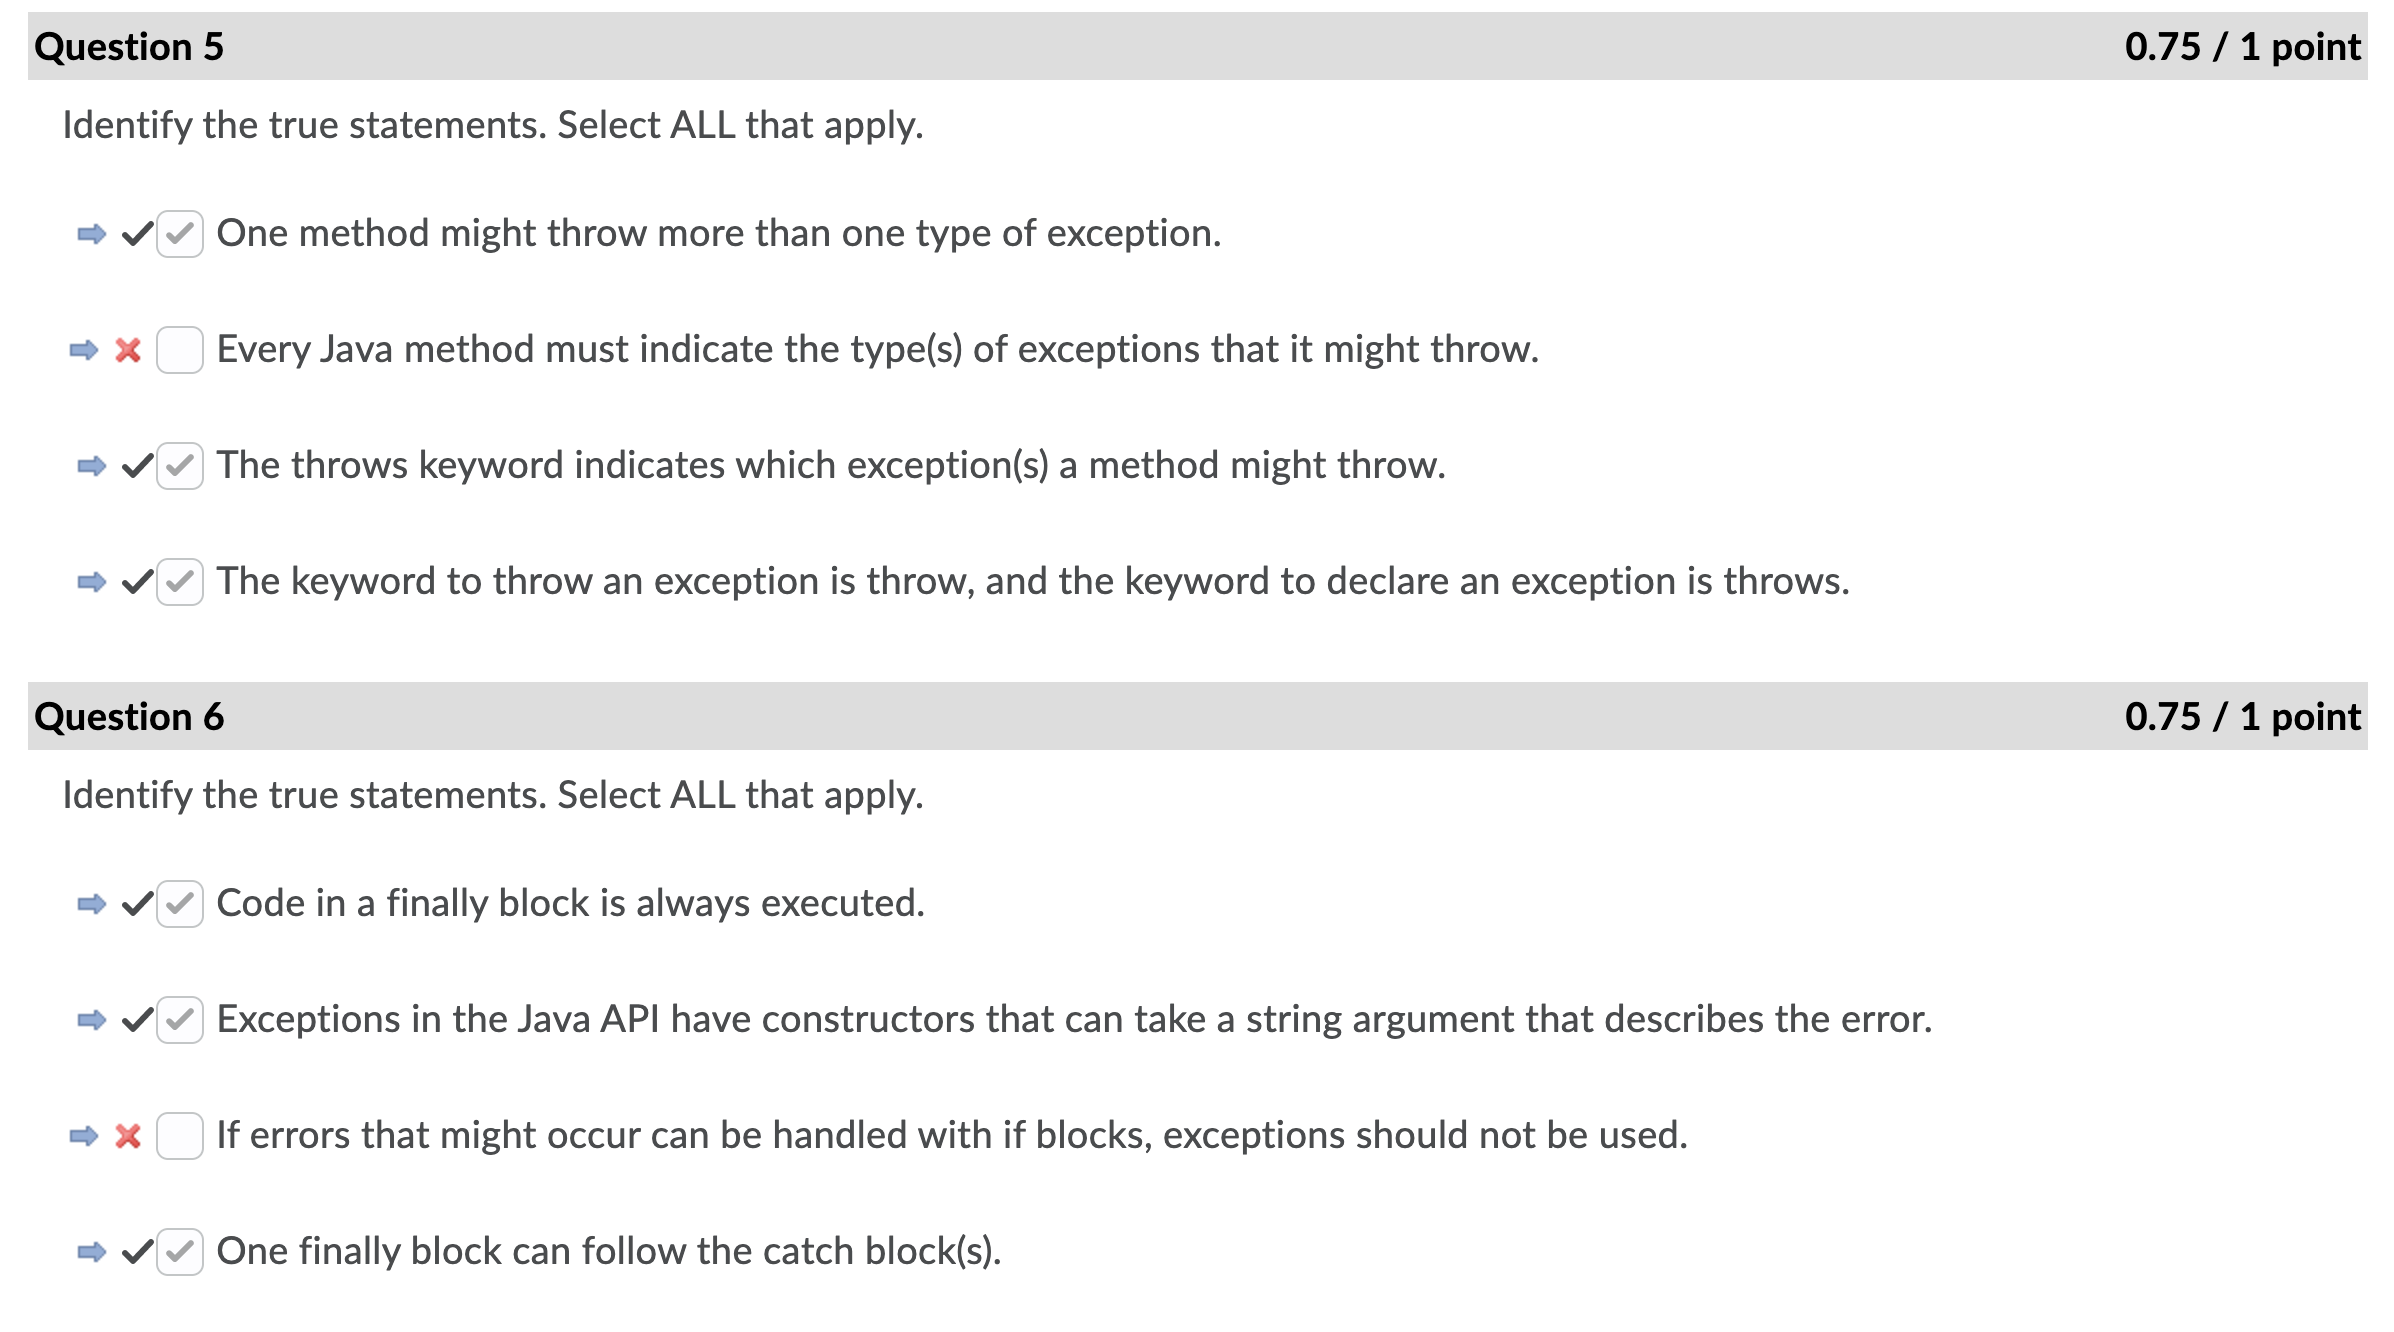 Question 5
0.75 / 1 point
Identify the true statements. Select ALL that apply.
One method might throw more than one type of exception.
Every Java method must indicate the type(s) of exceptions that it might throw.
The throws keyword indicates which exception(s) a method might throw.
The keyword to throw an exception is throw, and the keyword to declare an exception is throws.
Question 6
0.75 / 1 point
Identify the true statements. Select ALL that apply.
Code in a finally block is always executed.
Exceptions in the Java API have constructors that can take a string argument that describes the error.
If errors that might occur can be handled with if blocks, exceptions should not be used.
One finally block can follow the catch block(s).